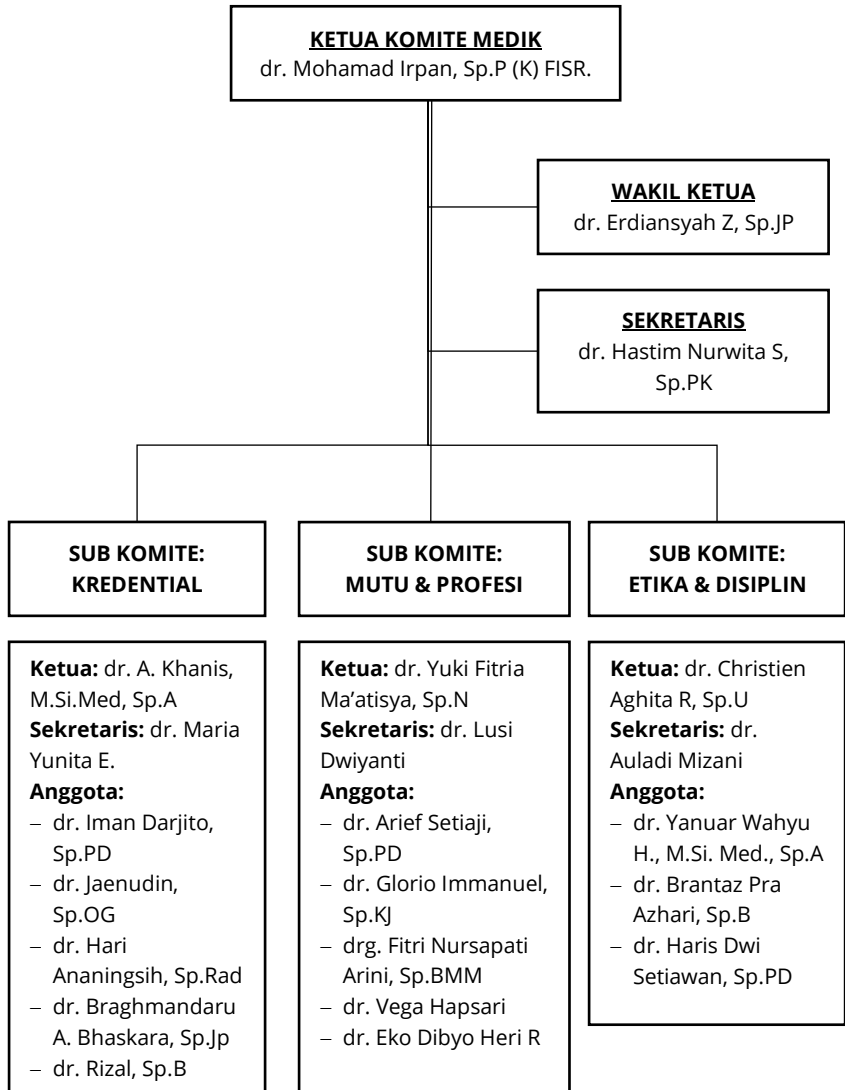 KETUA KOMITE MEDIK
dr. Mohamad Irpan, Sp.P (K) FISR.
WAKIL KETUA
dr. Erdiansyah Z, Sp.JP
SEKRETARIS
dr. Hastim Nurwita S,
Sp.PK
SUB KOMITE:
KREDENTIAL
SUB KOMITE:
MUTU & PROFESI
SUB KOMITE:
ETIKA & DISIPLIN
Ketua: dr. A. Khanis,
M.Si.Med, Sp.A
Sekretaris: dr. Maria
Yunita E.
Anggota:
– dr. Iman Darjito,
Sp.PD
– dr. Jaenudin,
Sp.OG
– dr. Hari
Ananingsih, Sp.Rad
– dr. Braghmandaru
A. Bhaskara, Sp.Jp
– dr. Rizal, Sp.B
Ketua: dr. Yuki Fitria
Ma’atisya, Sp.N
Sekretaris: dr. Lusi
Dwiyanti
Anggota:
– dr. Arief Setiaji,
Sp.PD
– dr. Glorio Immanuel,
Sp.KJ
– drg. Fitri Nursapati
Arini, Sp.BMM
– dr. Vega Hapsari
– dr. Eko Dibyo Heri R
Ketua: dr. Christien
Aghita R, Sp.U
Sekretaris: dr.
Auladi Mizani
Anggota:
– dr. Yanuar Wahyu
H., M.Si. Med., Sp.A
– dr. Brantaz Pra
Azhari, Sp.B
– dr. Haris Dwi
Setiawan, Sp.PD